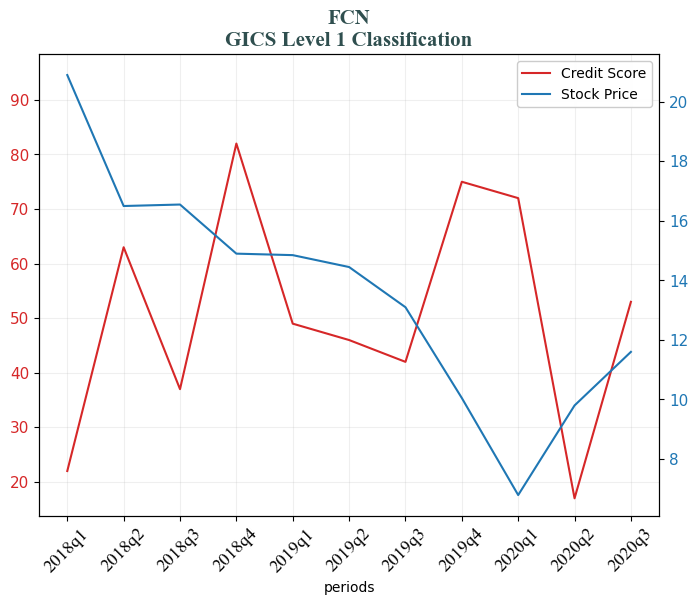 FCN
GICS Level 1 Classification
Credit Score
Stock Price
90
80
70
60
50
40
30
20
20
18
16
14
12
10
8
2018q1
2018q2
2018q3
2018q4
2019q1
2019q2
2019q3
2019q4
2020q1
2020q2
2020q3
periods